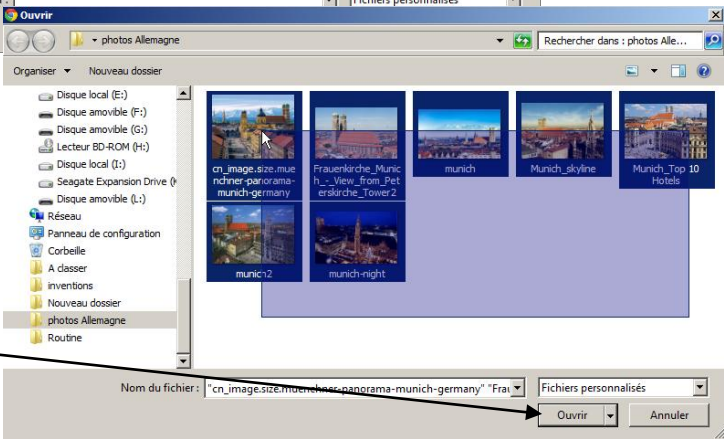 Fichiers personnalisés
Ouvrir
photos Allemagne
Rechercher dans : photos Alle...
Organiser
Nouveau dossier
Disque local (E:)
Disque amovible (F:)
Disque amovible (G:)
Lecteur BD-ROM (H:)
Disque local (I:)
Seagate Expansion Drive (
Disque amovible (L:)
Réseau
Panneau de configuration
Corbeille
A classer
inventions
Nouveau dossier
photos Allemagne
Routine
cn_image.size.mue
nchner-panorama-
munich-germany
Frauenkirche_Munic
h_-_View_from_Pet
erskirche_Tower2
munich
Munich_skyline
Munich_Top 10
Hotels
munich2
munich-night
Nom du fichier :
"cn_image.size.muenchner-panorama-munich-germany" "Frau
Fichiers personnalisés
Ouvrir
Annuler